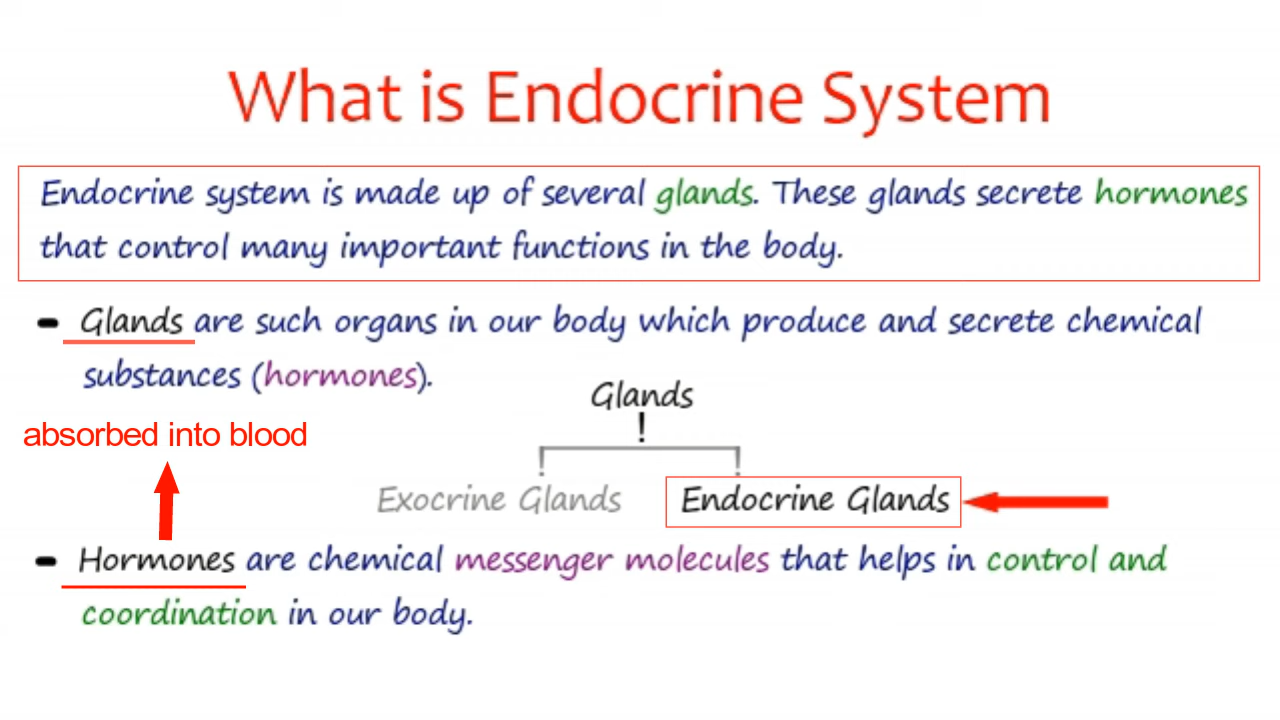 What is Endocrine System
Endocrine system is made up of several glands. These glands secrete hormones
that control many important functions in the body.
- Glands are such organs in our body which produce and secrete chemical
substances (hormones).
Glands
absorbed into blood
Exocrine Glands Endocrine Glands
- Hormones are chemical messenger molecules that helps in control and
coordination in our body.